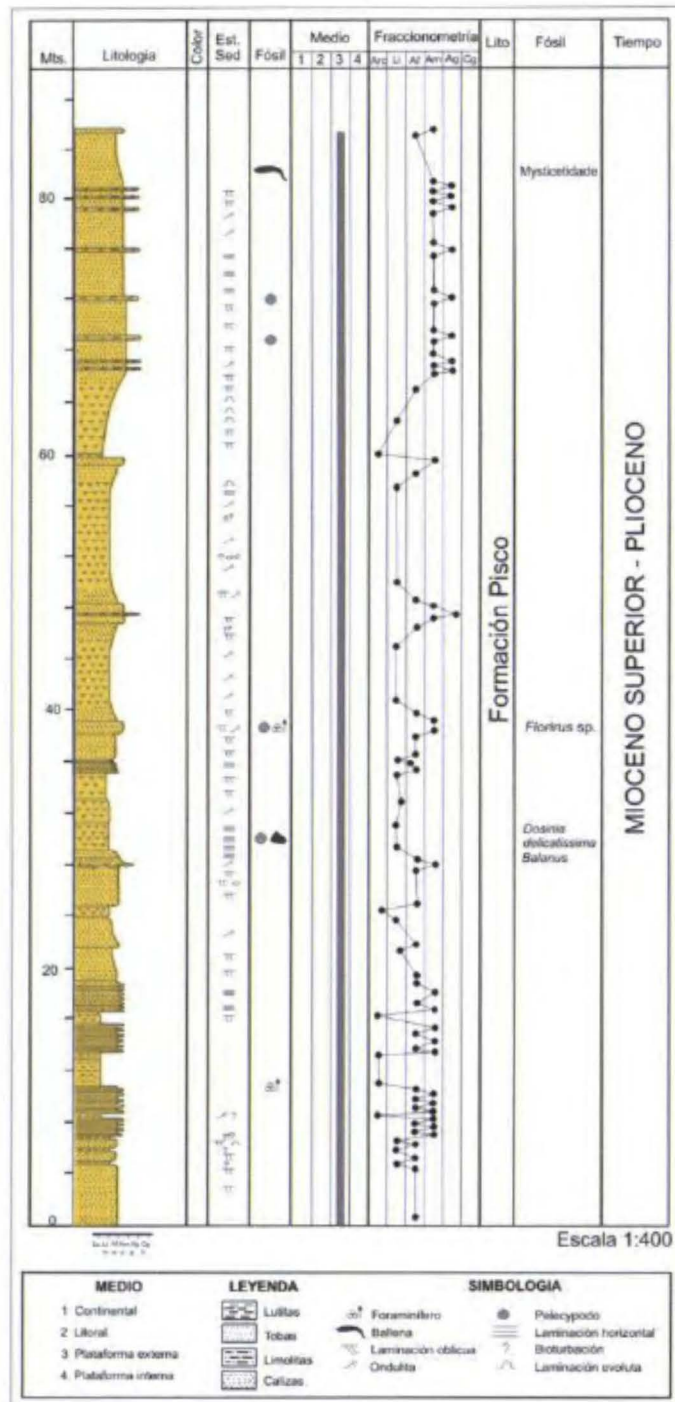 Medio Fraccionometría
Mts. Litología Color Est. Sed Fósil 1 2 3 4 Arc Li Af Am Ag Cg Lito Fósil Tiempo
80
Mysticetidade
60
Formación Pisco
MIOCENO SUPERIOR - PLIOCENO
40
Florirus sp.
Dosinia
delicatissima
Balanus
20
0
Escala 1:400
MEDIO
1 Continental
2 Litoral
3 Plataforma externa
4 Plataforma interna
LEYENDA
Lutitas
Tobas
Limolitas
Calizas
SIMBOLOGIA
Foraminifero
Ballena
Laminación oblicua
Ondulita
Pelecypodo
Laminación horizontal
Bioturbación
Laminación evoluta